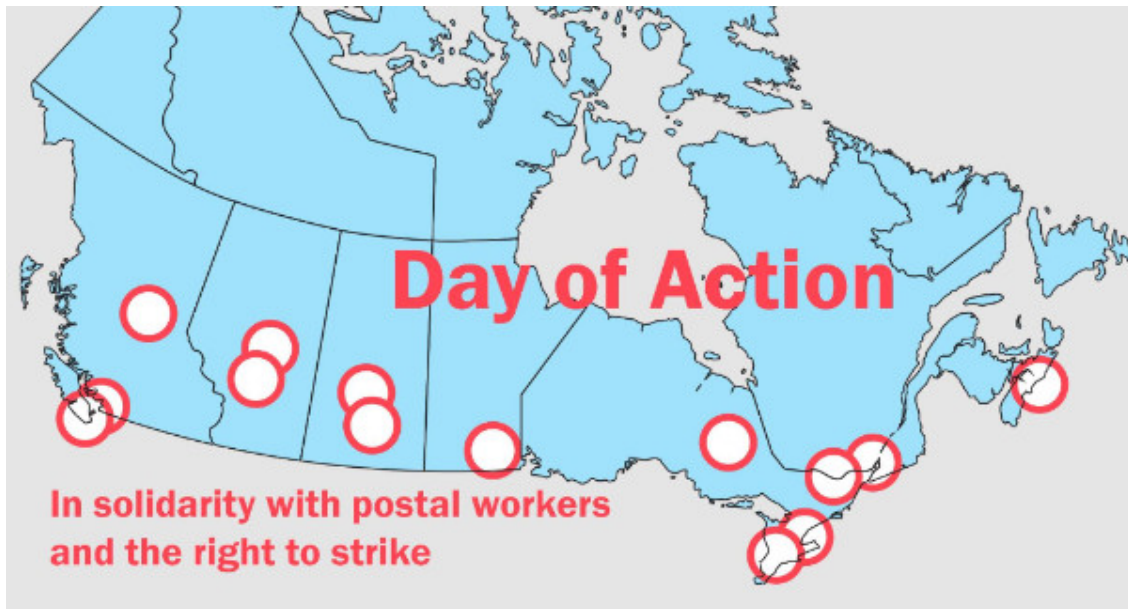 Day of Action
In solidarity with postal workers
and the right to strike